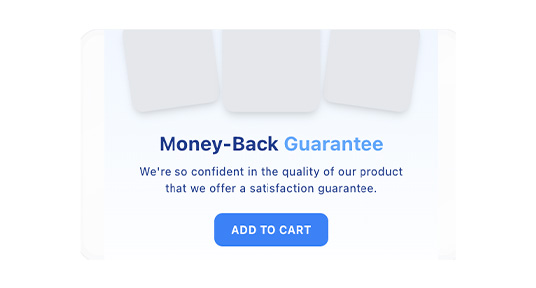 Money-Back Guarantee
We're so confident in the quality of our product
that we offer a satisfaction guarantee.
ADD TO CART